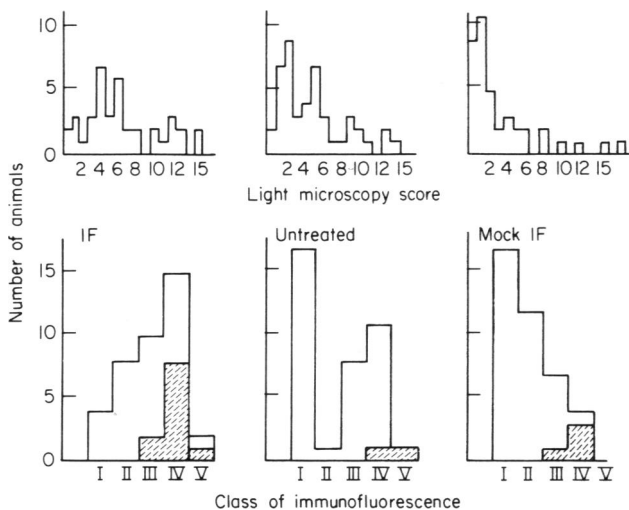 10
5
0
2 4 6 8 10 12 15
2 4 6 8 10 12 15
2 4 6 8 10 12 15
Light microscopy score
Number of animals
IF
Untreated
Mock IF
15
10
5
0
I II III IV V
I II III IV V
I II III IV V
Class of immunofluorescence